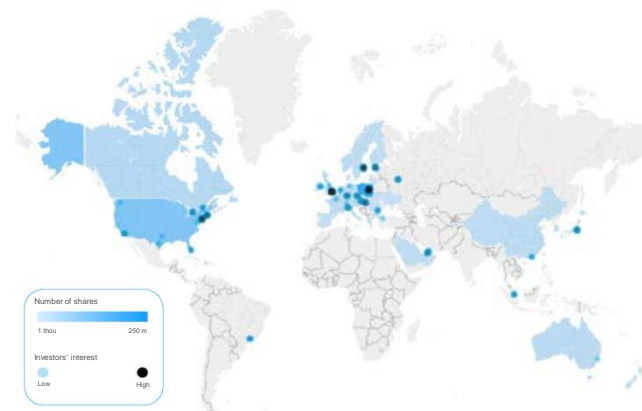 Number of shares
1 thou 250 m
Investors' interest
Low High